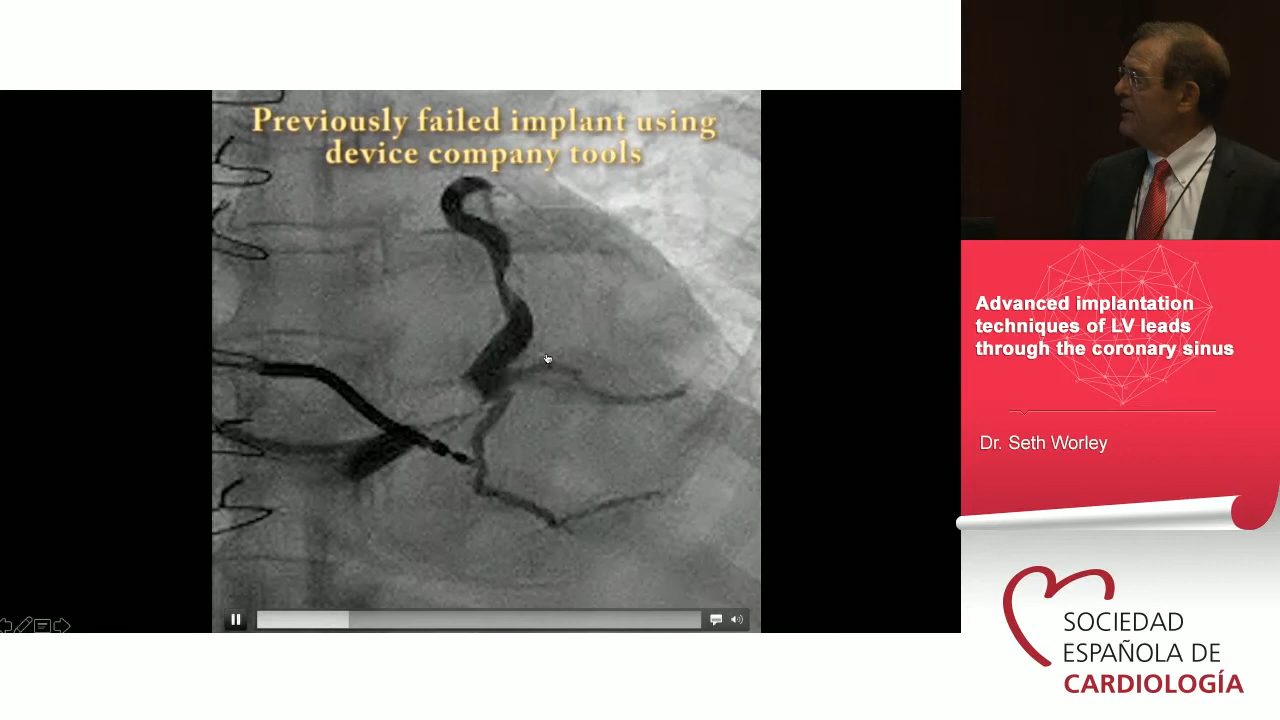 Previously failed implant using
device company tools
Advanced implantation
techniques of LV leads
through the coronary sinus
Dr. Seth Worley
SOCIEDAD
ESPAÑOLA DE
CARDIOLOGÍA